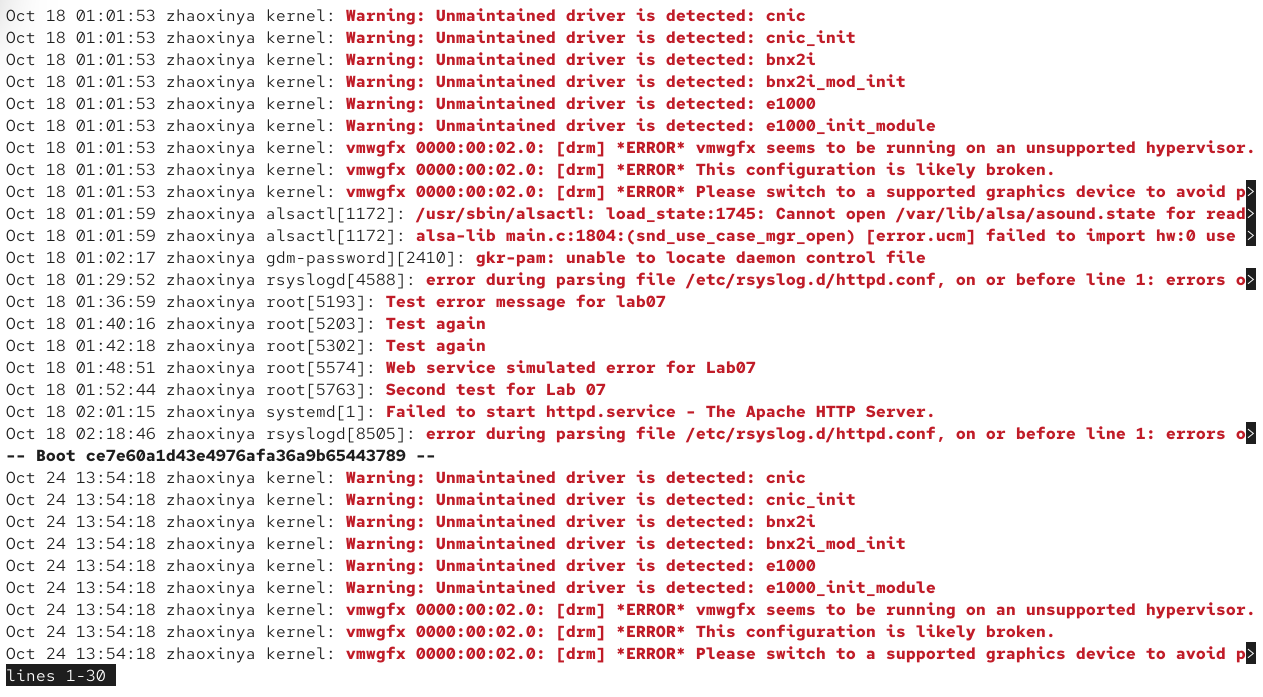 Oct 18 01:01:53 zhaoxinya kernel: Warning: Unmaintained driver is detected: cnic
Oct 18 01:01:53 zhaoxinya kernel: Warning: Unmaintained driver is detected: cnic_init
Oct 18 01:01:53 zhaoxinya kernel: Warning: Unmaintained driver is detected: bnx2i
Oct 18 01:01:53 zhaoxinya kernel: Warning: Unmaintained driver is detected: bnx2i_mod_init
Oct 18 01:01:53 zhaoxinya kernel: Warning: Unmaintained driver is detected: e1000
Oct 18 01:01:53 zhaoxinya kernel: Warning: Unmaintained driver is detected: e1000_init_module
Oct 18 01:01:53 zhaoxinya kernel: vmwgfx 0000:00:02.0: [drm] *ERROR* vmwgfx seems to be running on an unsupported hypervisor.
Oct 18 01:01:53 zhaoxinya kernel: vmwgfx 0000:00:02.0: [drm] *ERROR* This configuration is likely broken.
Oct 18 01:01:53 zhaoxinya kernel: vmwgfx 0000:00:02.0: [drm] *ERROR* Please switch to a supported graphics device to avoid p>
Oct 18 01:01:59 zhaoxinya alsactl[1172]: /usr/sbin/alsactl: load_state:1745: Cannot open /var/lib/alsa/asound.state for read>
Oct 18 01:01:59 zhaoxinya alsactl[1172]: alsa-lib main.c:1804:(snd_use_case_mgr_open) [error.ucm] failed to import hw:0 use >
Oct 18 01:02:17 zhaoxinya gdm-password][2410]: gkr-pam: unable to locate daemon control file
Oct 18 01:29:52 zhaoxinya rsyslogd[4588]: error during parsing file /etc/rsyslog.d/httpd.conf, on or before line 1: errors o>
Oct 18 01:36:59 zhaoxinya root[5193]: Test error message for lab07
Oct 18 01:40:16 zhaoxinya root[5203]: Test again
Oct 18 01:42:18 zhaoxinya root[5302]: Test again
Oct 18 01:48:51 zhaoxinya root[5574]: Web service simulated error for Lab07
Oct 18 01:52:44 zhaoxinya root[5763]: Second test for Lab 07
Oct 18 02:01:15 zhaoxinya systemd[1]: Failed to start httpd.service - The Apache HTTP Server.
Oct 18 02:18:46 zhaoxinya rsyslogd[8505]: error during parsing file /etc/rsyslog.d/httpd.conf, on or before line 1: errors o>
-- Boot ce7e60a1d43e4976afa36a9b65443789 --
Oct 24 13:54:18 zhaoxinya kernel: Warning: Unmaintained driver is detected: cnic
Oct 24 13:54:18 zhaoxinya kernel: Warning: Unmaintained driver is detected: cnic_init
Oct 24 13:54:18 zhaoxinya kernel: Warning: Unmaintained driver is detected: bnx2i
Oct 24 13:54:18 zhaoxinya kernel: Warning: Unmaintained driver is detected: bnx2i_mod_init
Oct 24 13:54:18 zhaoxinya kernel: Warning: Unmaintained driver is detected: e1000
Oct 24 13:54:18 zhaoxinya kernel: Warning: Unmaintained driver is detected: e1000_init_module
Oct 24 13:54:18 zhaoxinya kernel: vmwgfx 0000:00:02.0: [drm] *ERROR* vmwgfx seems to be running on an unsupported hypervisor.
Oct 24 13:54:18 zhaoxinya kernel: vmwgfx 0000:00:02.0: [drm] *ERROR* This configuration is likely broken.
Oct 24 13:54:18 zhaoxinya kernel: vmwgfx 0000:00:02.0: [drm] *ERROR* Please switch to a supported graphics device to avoid p>
lines 1-30